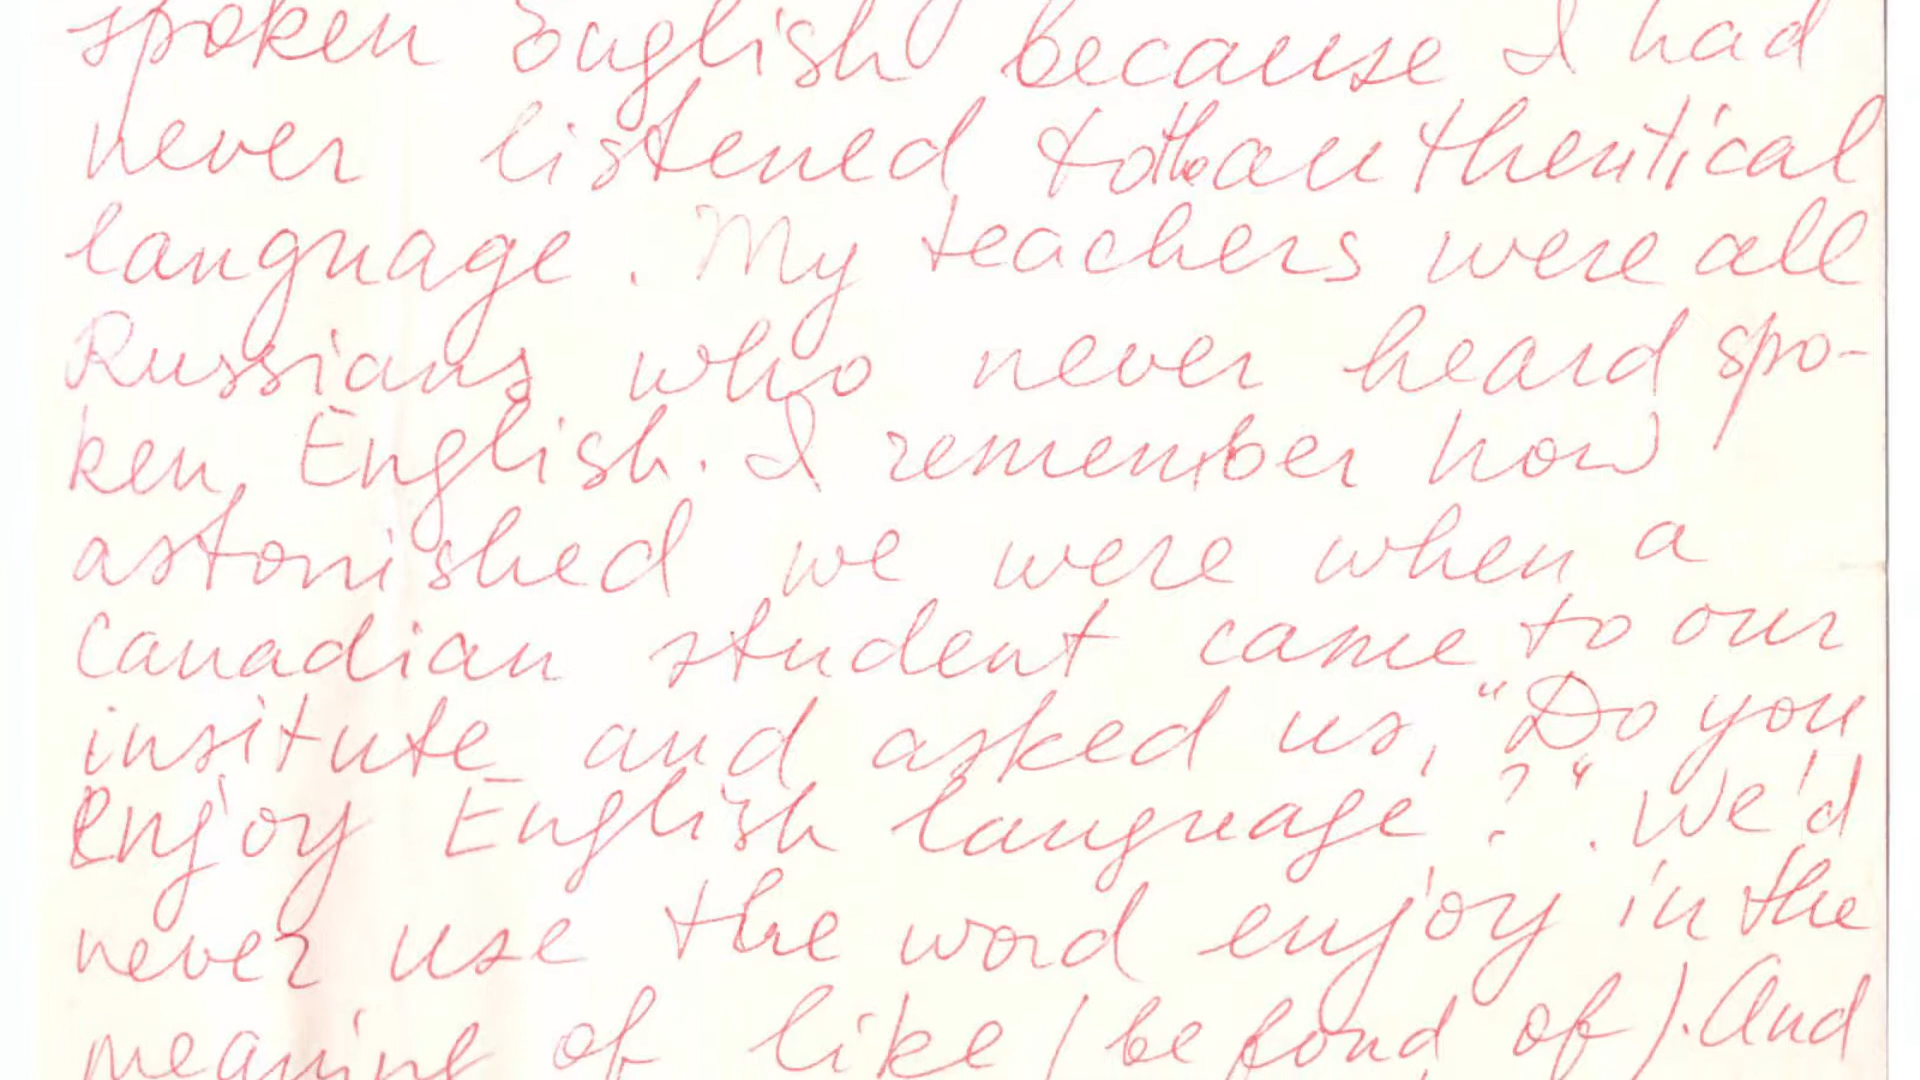 spoken English because I had
never listened to the authentical
language. My teachers were all
Russians who never heard spo-
ken English. I remember how
astonished we were when a
Canadian student came to our
insitute and asked us, "Do you
enjoy English language?". We'd
never use the word enjoy in the
meaning of like (be fond of). And